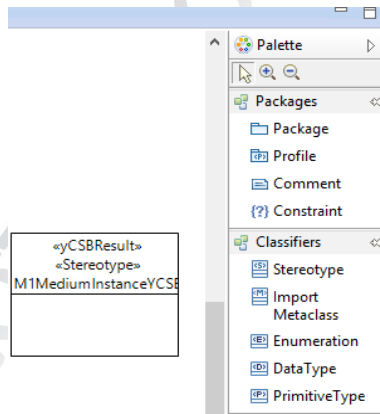 Palette
Packages
Package
Profile
Comment
{?} Constraint
Classifiers
Stereotype
Import
Metaclass
Enumeration
DataType
PrimitiveType
«yCSBResult»
«Stereotype»
M1MediumInstanceYCSB